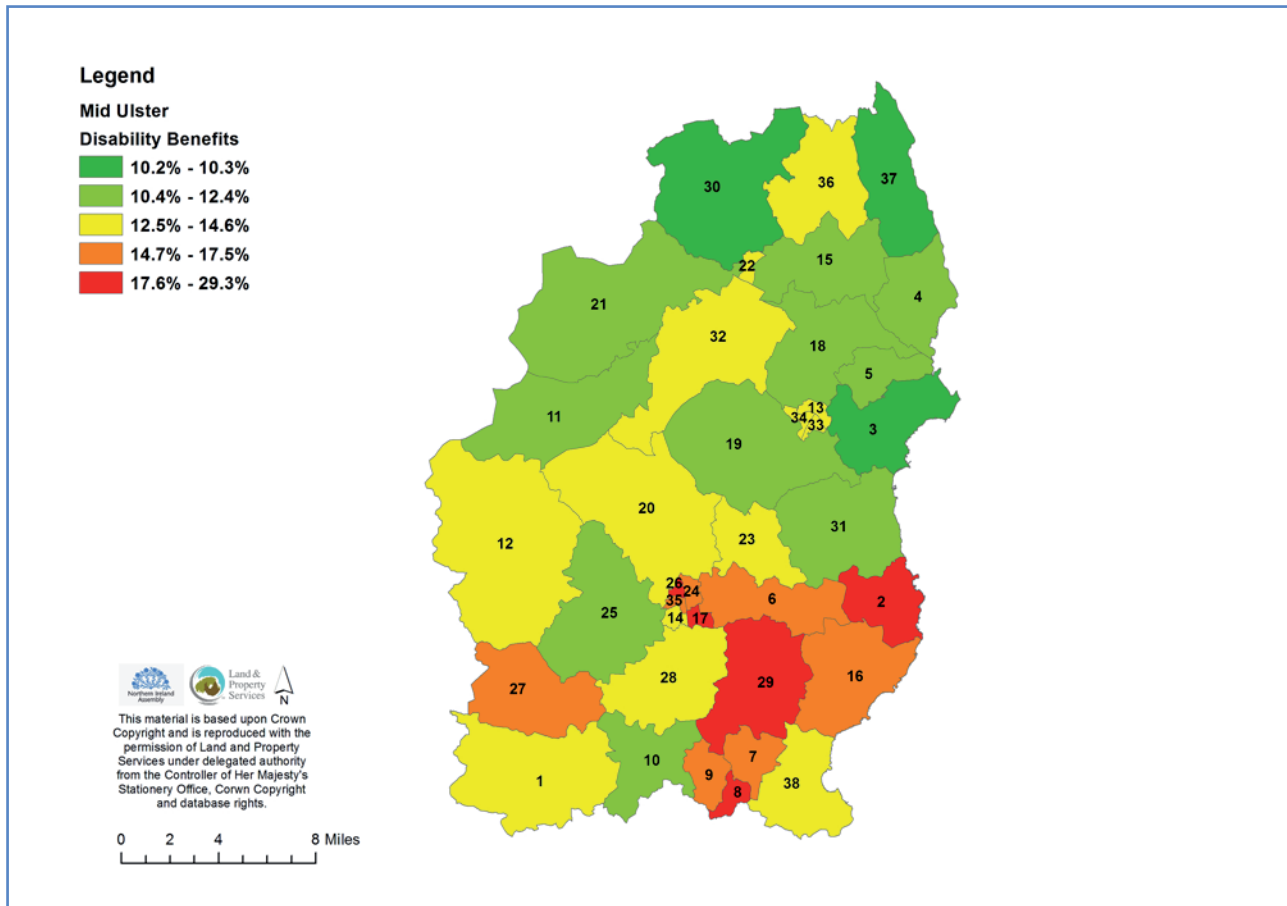 Legend
Mid Ulster
Disability Benefits
10.2% - 10.3%
10.4% - 12.4%
12.5% - 14.6%
14.7% - 17.5%
17.6% - 29.3%
30
36
37
22
15
4
21
32
18
5
11
13
34
33
3
19
20
31
12
23
26
24
35
6
2
25
14
17
28
29
16
27
10
7
9
1
8
38
Northern Ireland
Assembly
Land &
Property
Services
N
This material is based upon Crown
Copyright and is reproduced with the
permission of Land and Property
Services under delegated authority
from the Controller of Her Majesty's
Stationery Office, Corwn Copyright
and database rights.
0 2 4 8 Miles